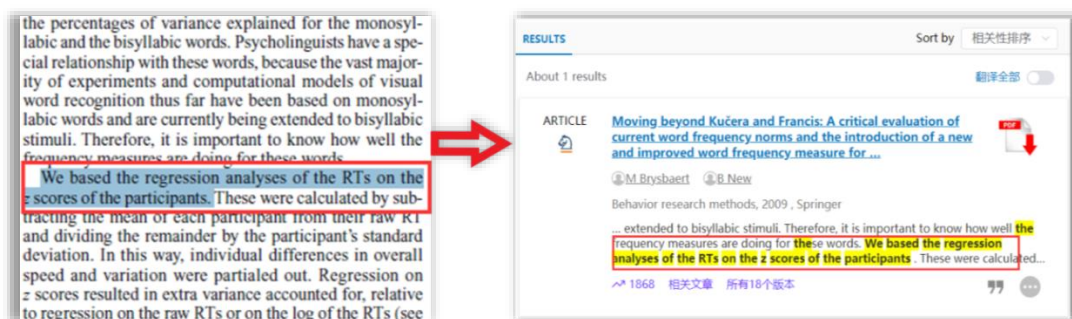 the percentages of variance explained for the monosyl-
labic and the bisyllabic words. Psycholinguists have a spe-
cial relationship with these words, because the vast major-
ity of experiments and computational models of visual
word recognition thus far have been based on monosyl-
labic words and are currently being extended to bisyllabic
stimuli. Therefore, it is important to know how well the
frequency measures are doing for these words.
We based the regression analyses of the RTs on the
z scores of the participants. These were calculated by sub-
tracting the mean of each participant from their raw RT
and dividing the remainder by the participant's standard
deviation. In this way, individual differences in overall
speed and variation were partialed out. Regression on
z scores resulted in extra variance accounted for, relative
to regression on the raw RTs or on the log of the RTs (see
RESULTS
Sort by 相关性排序
About 1 results
翻译全部
ARTICLE
Moving beyond Kučera and Francis: A critical evaluation of
current word frequency norms and the introduction of a new
and improved word frequency measure for ...
PDF
M Brysbaert B New
Behavior research methods, 2009 , Springer
... extended to bisyllabic stimuli. Therefore, it is important to know how well the
frequency measures are doing for these words. We based the regression
analyses of the RTs on the z scores of the participants . These were calculated...
1868 相关文章 所有18个版本